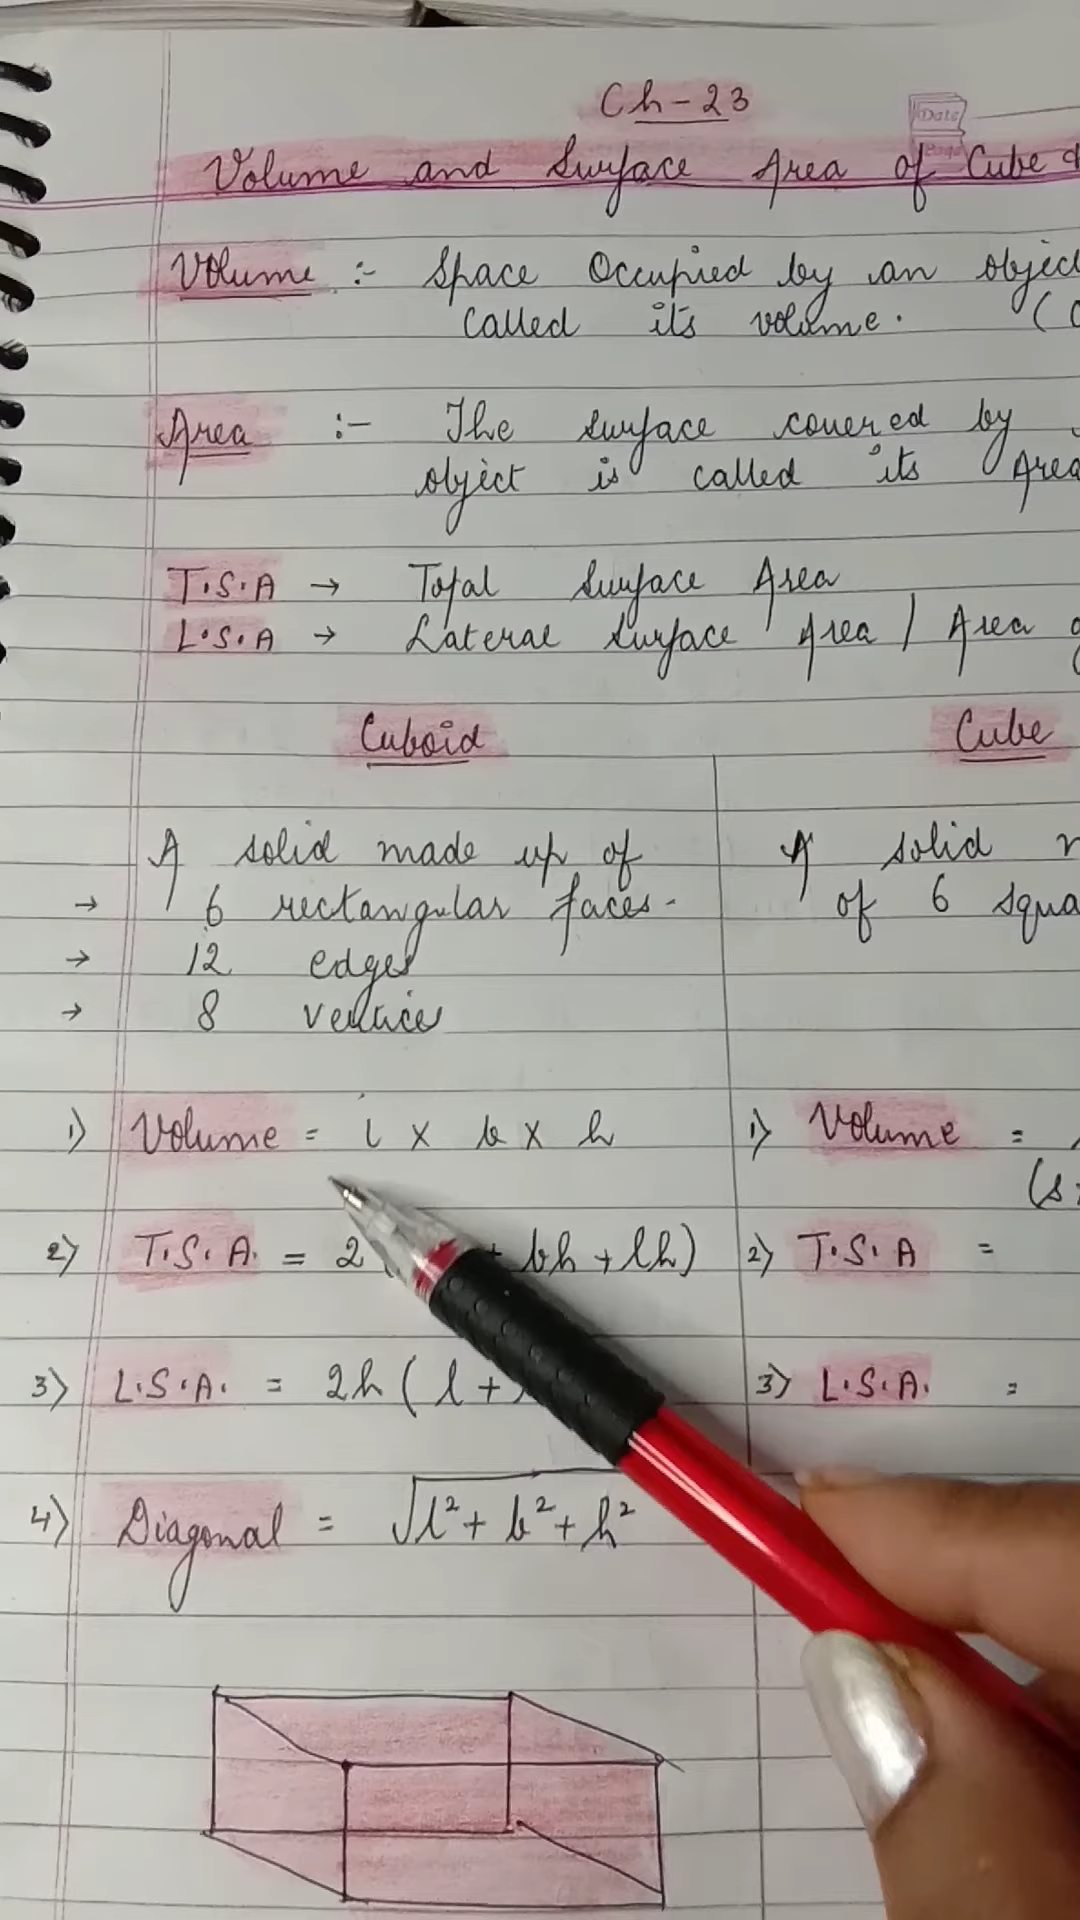 Ch-23
Date
Volume and Surface Area of Cube
Volume :- Space Occupied by an objec
called its volume. (
Area :- The surface covered by
object is called its Area
T.S.A → Total Surface Area
L.S.A → Lateral Surface Area / Area
Cuboid
A solid made up of
→ 6 rectangular faces.
→ 12 edges
→ 8 vertices
1) Volume = l × b × h
2) T.S.A. = 2( + bh + lh)
3) L.S.A. = 2h (l +
4) Diagonal = √l² + b² + h²
Cube
A solid
of 6 squa
1) Volume =
(s
2) T.S.A =
3) L.S.A. =